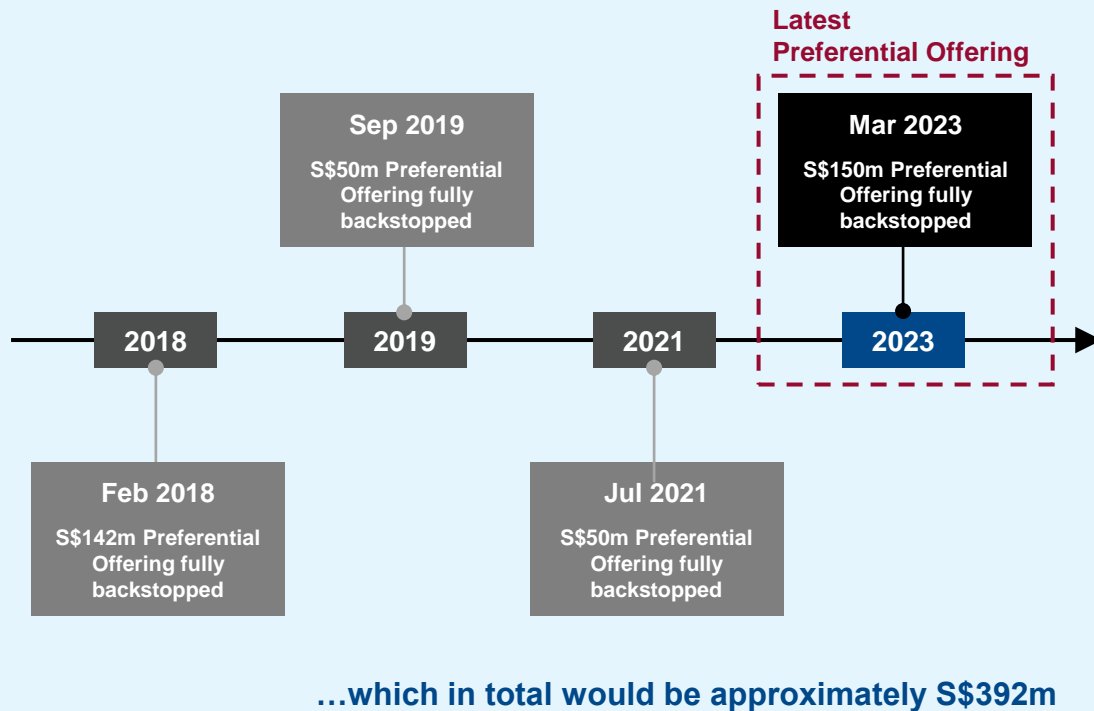 Latest
Preferential Offering
Sep 2019
S$50m Preferential
Offering fully
backstopped
Mar 2023
S$150m Preferential
Offering fully
backstopped
2018
2019
2021
2023
Feb 2018
S$142m Preferential
Offering fully
backstopped
Jul 2021
S$50m Preferential
Offering fully
backstopped
…which in total would be approximately S$392m